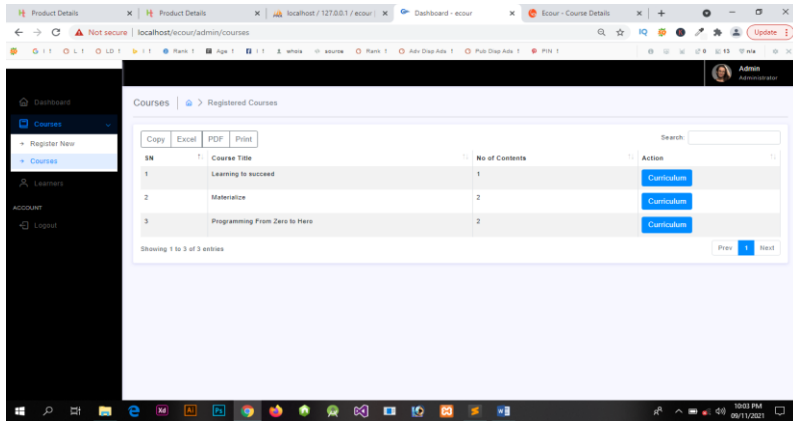 Product Details
Product Details
localhost / 127.0.0.1 / ecour |
Dashboard - ecour
Ecour - Course Details
Not secure | localhost/ecour/admin/courses
Update
Admin
Administrator
Dashboard
Courses
Register New
Courses
Learners
ACCOUNT
Logout
Courses | > Registered Courses
Copy Excel PDF Print
Search:
SN Course Title No of Contents Action
1 Learning to succeed 1 Curriculum
2 Materialize 2 Curriculum
3 Programming From Zero to Hero 2 Curriculum
Showing 1 to 3 of 3 entries
Prev 1 Next
10:03 PM
09/11/2021